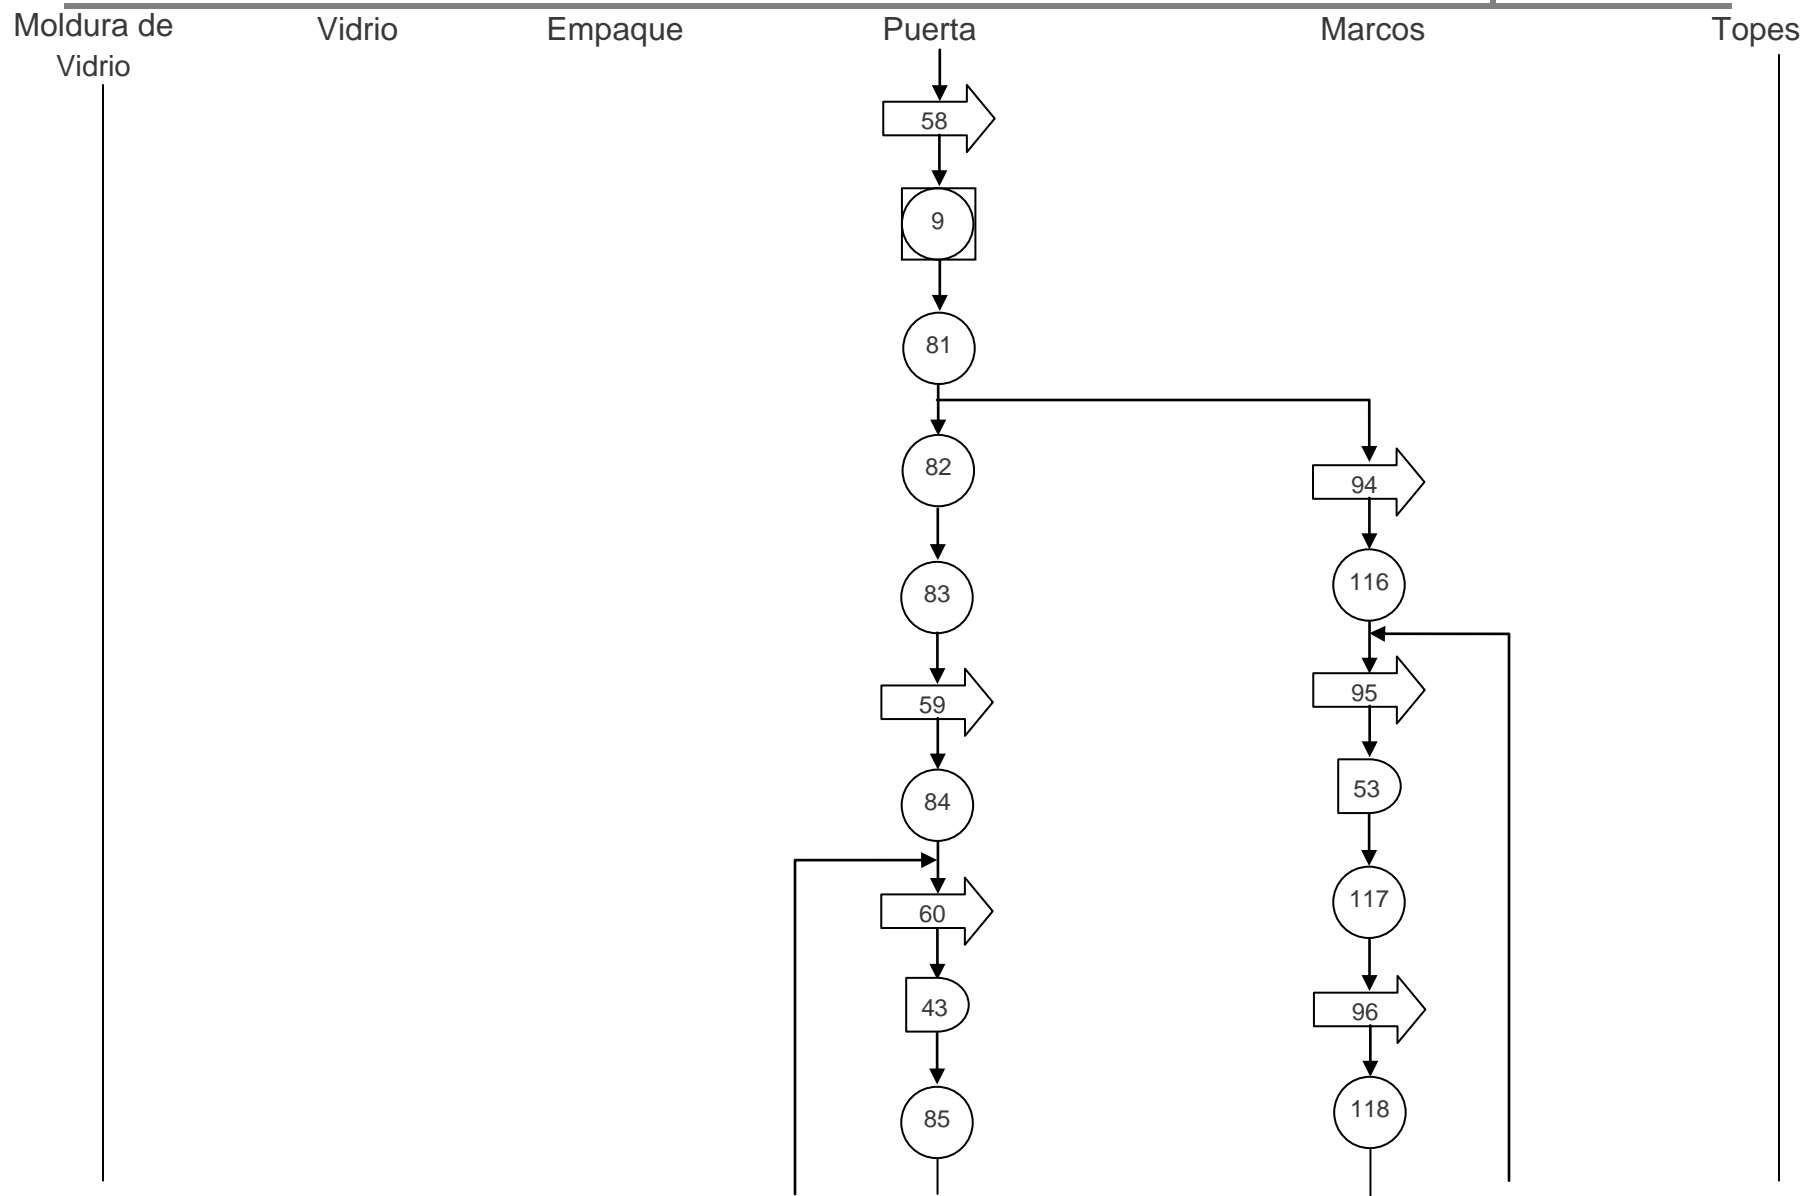 Moldura de
Vidrio
Vidrio
Empaque
Puerta
Marcos
Topes
58
9
81
82
94
83
116
59
95
84
53
60
117
43
96
85
118